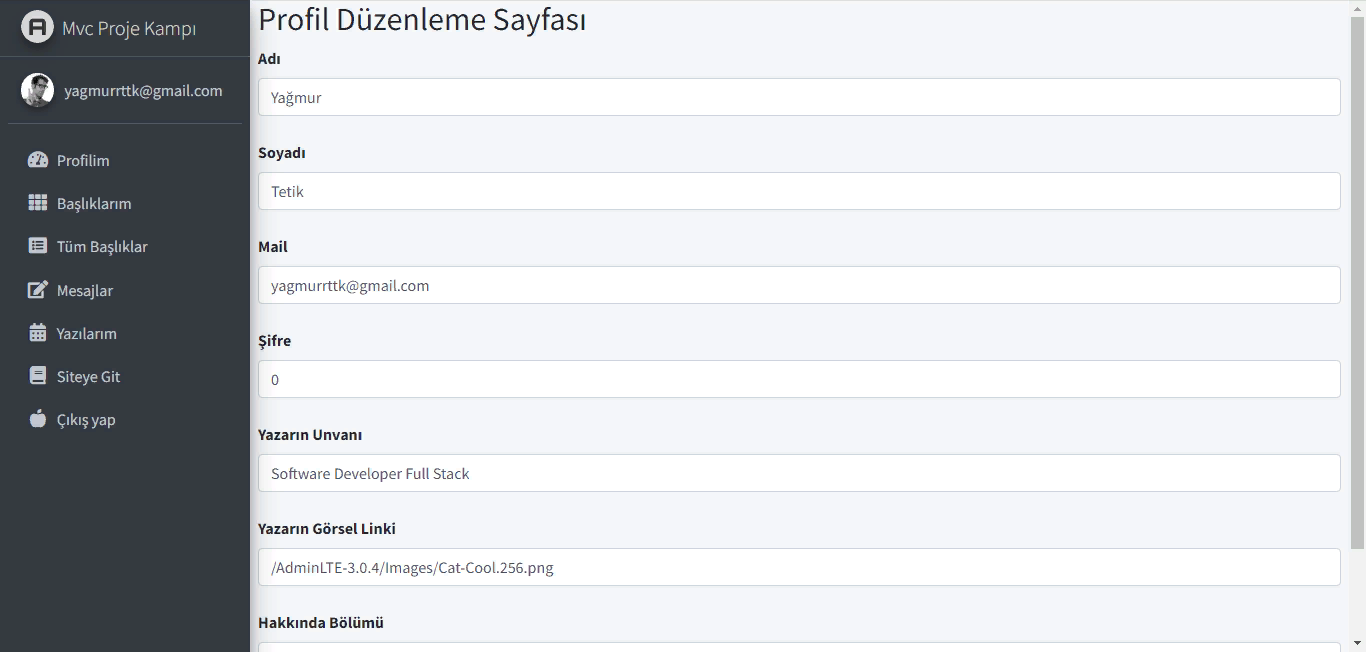 Mvc Proje Kampı
yagmurrttk@gmail.com
Profilim
Başlıklarım
Tüm Başlıklar
Mesajlar
Yazılarım
Siteye Git
Çıkış yap
Profil Düzenleme Sayfası
Adı
Yağmur
Soyadı
Tetik
Mail
yagmurrttk@gmail.com
Şifre
0
Yazarın Unvanı
Software Developer Full Stack
Yazarın Görsel Linki
/AdminLTE-3.0.4/Images/Cat-Cool.256.png
Hakkında Bölümü